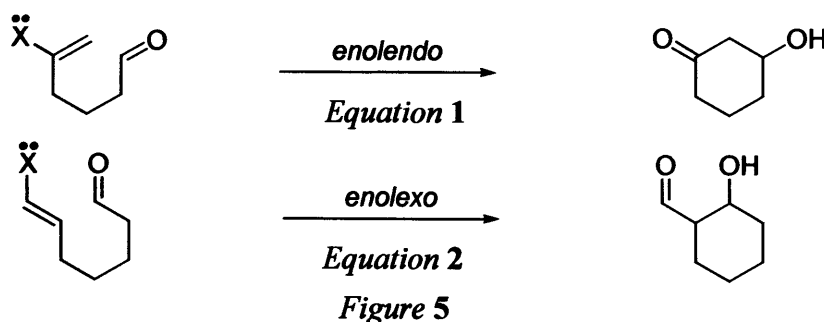 Ẍ
O
enolendo
O
OH
Equation 1
Ẍ
O
enolexo
O
OH
Equation 2
Figure 5